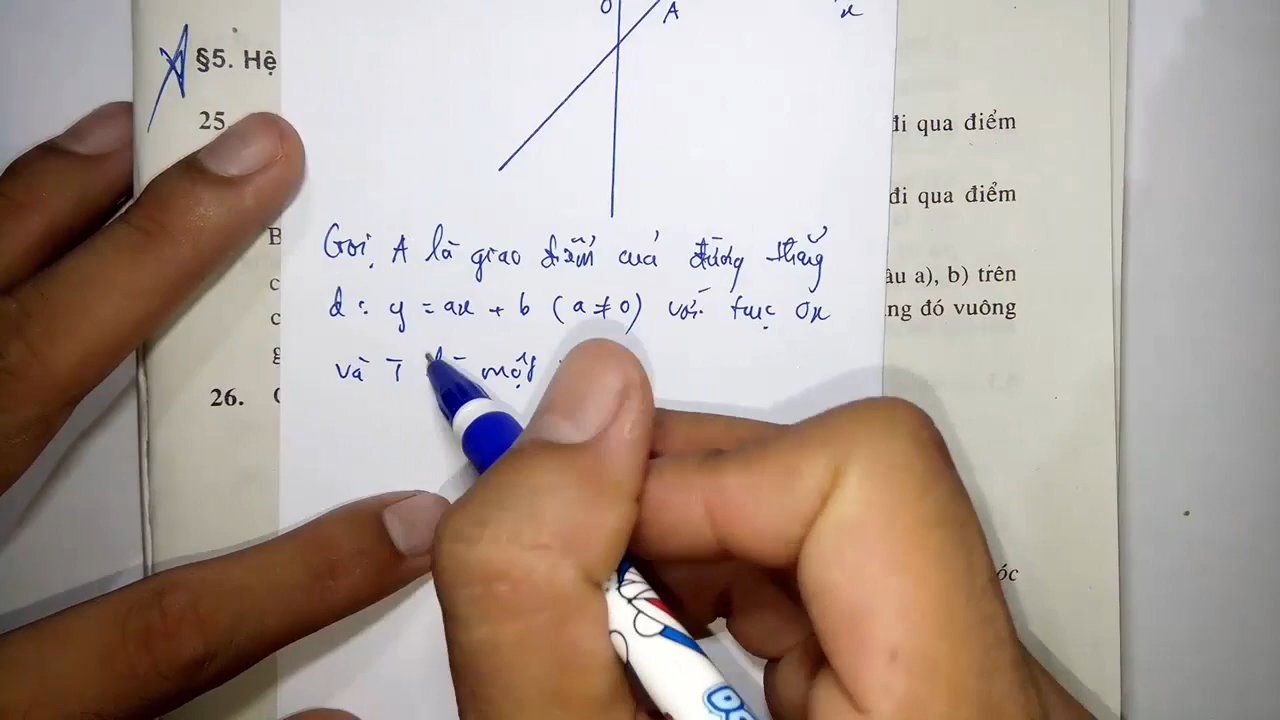 O A x
§5. Hệ
25.
đi qua điểm
đi qua điểm
Gọi A là giao điểm của đường thẳng
âu a), b) trên
d: y = ax + b (a ≠ 0) với trục Ox
ng đó vuông
và T là một
26.
óc